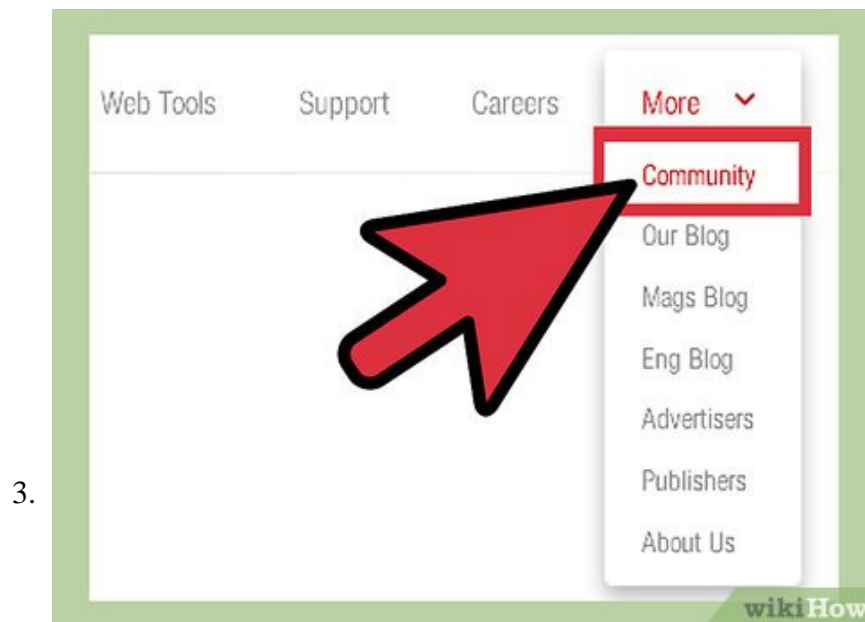 Web Tools Support Careers More
Community
Our Blog
Mags Blog
Eng Blog
Advertisers
Publishers
About Us
3.
wikiHow